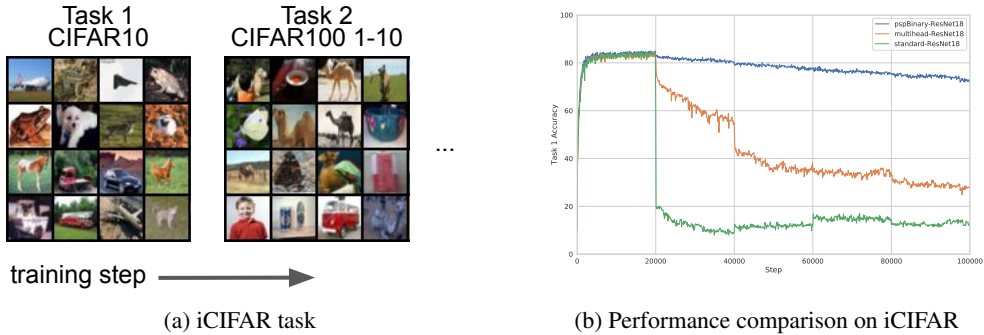 Task 1
CIFAR10
Task 2
CIFAR100 1-10
...
training step
(a) iCIFAR task
100
80
60
40
20
0
Task 1 Accuracy
pspBinary-ResNet18
multihead-ResNet18
standard-ResNet18
0 20000 40000 60000 80000 100000
Step
(b) Performance comparison on iCIFAR